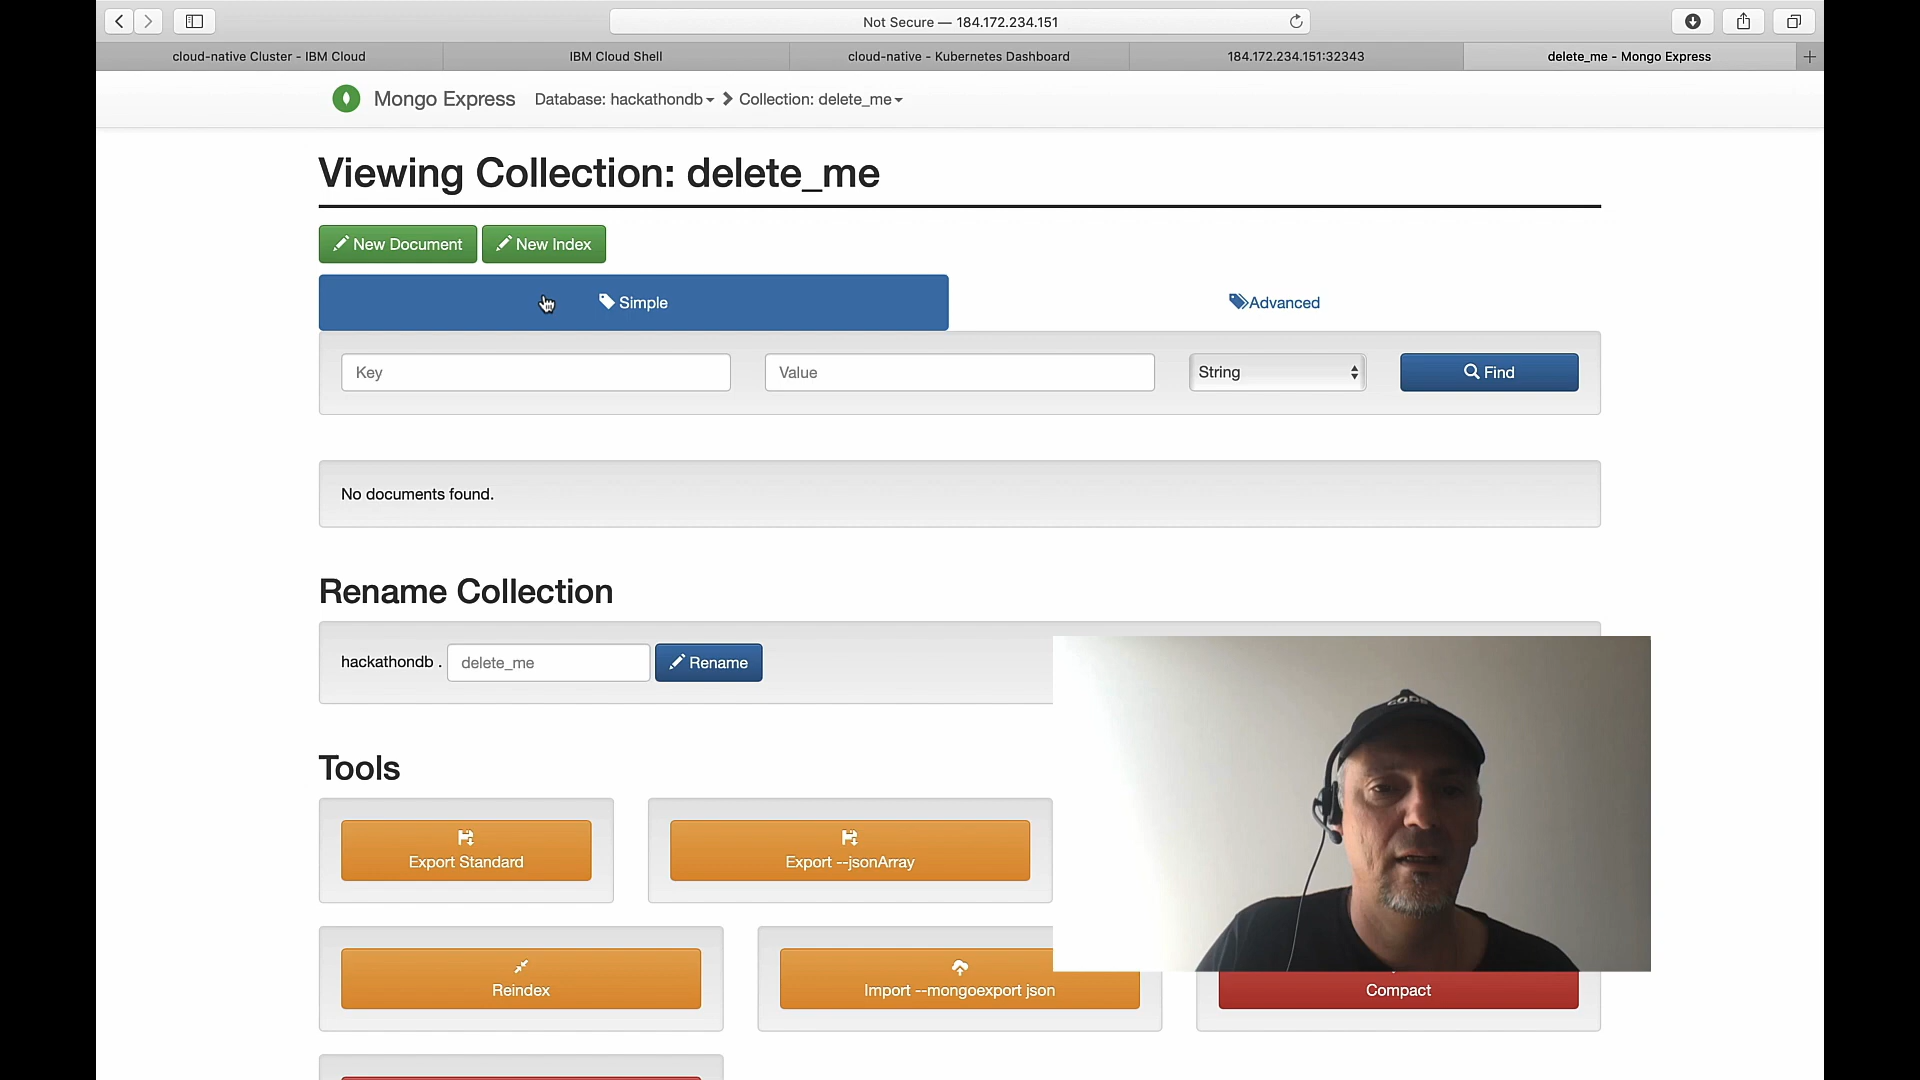 Not Secure — 184.172.234.151
cloud-native Cluster - IBM Cloud
IBM Cloud Shell
cloud-native - Kubernetes Dashboard
184.172.234.151:32343
delete_me - Mongo Express
Mongo Express Database: hackathondb Collection: delete_me
Viewing Collection: delete_me
New Document New Index
Simple Advanced
Key Value String Find
No documents found.
Rename Collection
hackathondb . delete_me Rename
Tools
Export Standard Export --jsonArray
Reindex Import --mongoexport json Compact
CODE